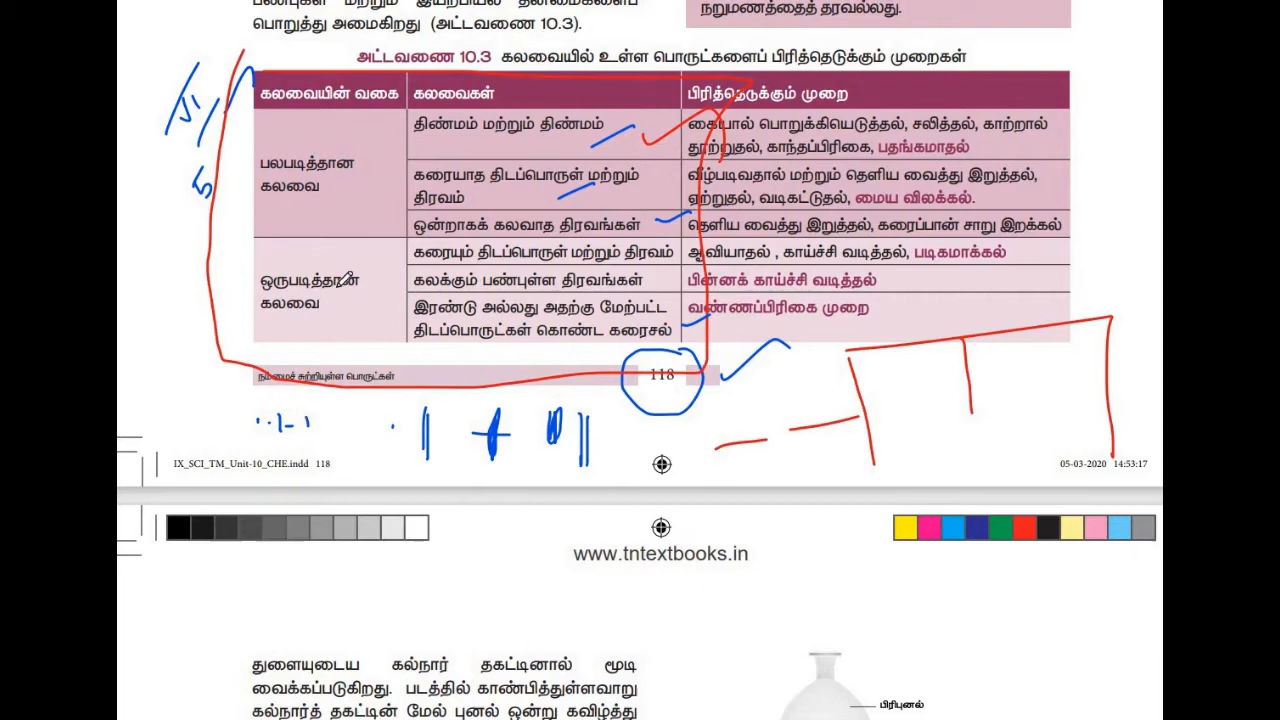 பண்புகள் மற்றும் இயற்பியல் தன்மைகளைப்
பொறுத்து அமைகிறது (அட்டவணை 10.3).
நறுமணத்தைத் தரவல்லது.
அட்டவணை 10.3 கலவையில் உள்ள பொருட்களைப் பிரித்தெடுக்கும் முறைகள்
கலவையின் வகை கலவைகள் பிரித்தெடுக்கும் முறை
திண்மம் மற்றும் திண்மம் கையால் பொறுக்கியெடுத்தல், சலித்தல், காற்றால்
தூற்றுதல், காந்தப்பிரிகை, பதங்கமாதல்
பலபடித்தான
கலவை
கரையாத திடப்பொருள் மற்றும் வீழ்படிவதால் மற்றும் தெளிய வைத்து இறுத்தல்,
திரவம் ஏற்றுதல், வடிகட்டுதல், மைய விலக்கல்.
ஒன்றாகக் கலவாத திரவங்கள் தெளிய வைத்து இறுத்தல், கரைப்பான் சாறு இறக்கல்
கரையும் திடப்பொருள் மற்றும் திரவம் ஆவியாதல் , காய்ச்சி வடித்தல், படிகமாக்கல்
ஒருபடித்தான்
கலவை
கலக்கும் பண்புள்ள திரவங்கள் பின்னக் காய்ச்சி வடித்தல்
இரண்டு அல்லது அதற்கு மேற்பட்ட வண்ணப்பிரிகை முறை
திடப்பொருட்கள் கொண்ட கரைசல்
நம்மைச் சுற்றியுள்ள பொருட்கள் 118
IX_SCI_TM_Unit-10_CHE.indd 118 05-03-2020 14:53:17
www.tntextbooks.in
துளையுடைய கல்நார் தகட்டினால் மூடி
வைக்கப்படுகிறது. படத்தில் காண்பித்துள்ளவாறு
கல்நார்த் தகட்டின் மேல் புனல் ஒன்று கவிழ்த்து
பிரிபுனல்